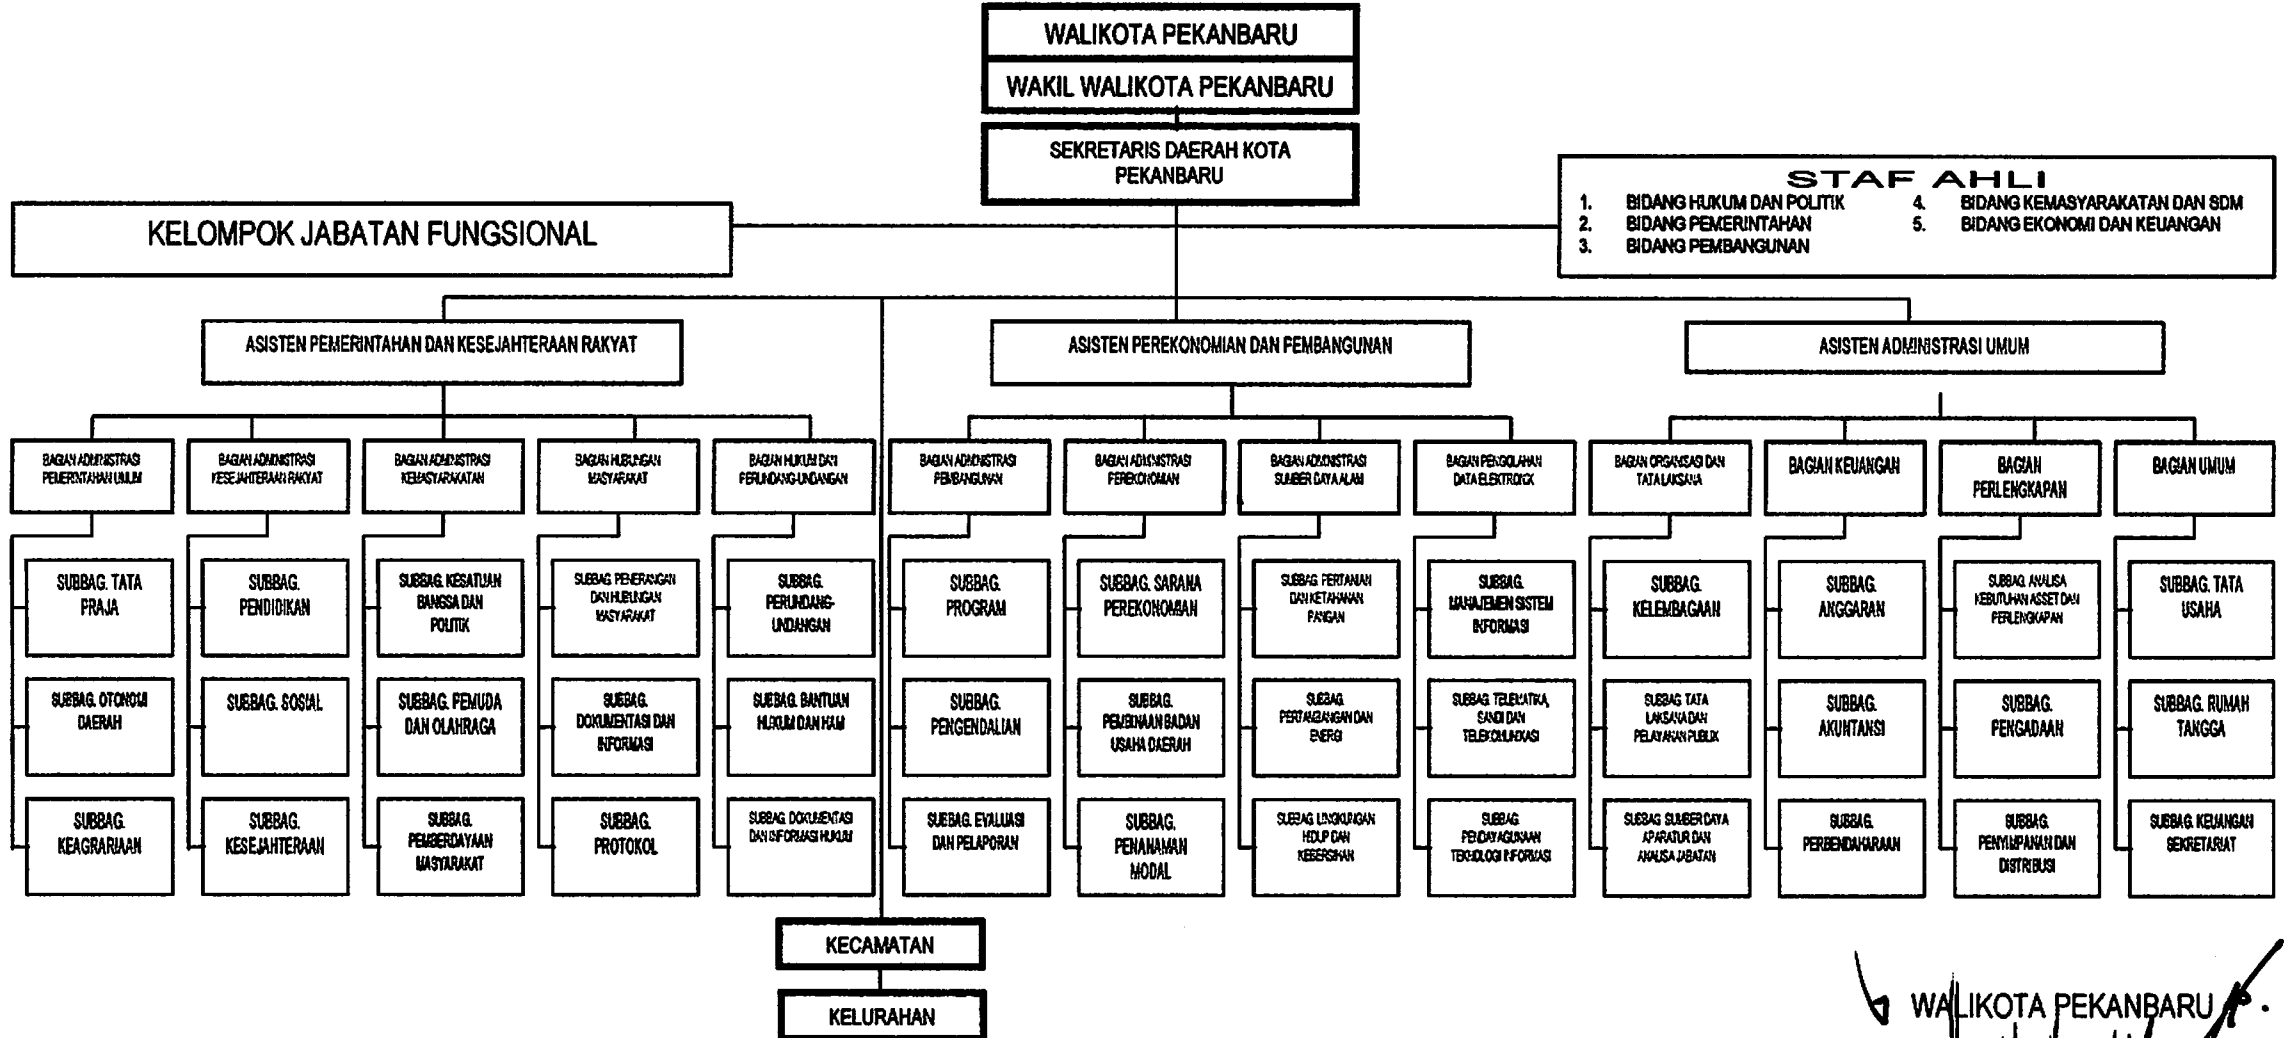 WALIKOTA PEKANBARU
WAKIL WALIKOTA PEKANBARU
SEKRETARIS DAERAH KOTA
PEKANBARU
KELOMPOK JABATAN FUNGSIONAL
STAF AHLI
1. BIDANG HUKUM DAN POLITIK
2. BIDANG PEMERINTAHAN
3. BIDANG PEMBANGUNAN
4. BIDANG KEMASYARAKATAN DAN SDM
5. BIDANG EKONOMI DAN KEUANGAN
ASISTEN PEMERINTAHAN DAN KESEJAHTERAAN RAKYAT
ASISTEN PEREKONOMIAN DAN PEMBANGUNAN
ASISTEN ADMINISTRASI UMUM
BAGIAN ADMINISTRASI
PEMERINTAHAN UMUM
BAGIAN ADMINISTRASI
KESEJAHTERAAN RAKYAT
BAGIAN ADMINISTRASI
KEMASYARAKATAN
BAGIAN HUBUNGAN
MASYARAKAT
BAGIAN HUKUM DAN
PERUNDANG-UNDANGAN
BAGIAN ADMINISTRASI
PEMBANGUNAN
BAGIAN ADMINISTRASI
PEREKONOMIAN
BAGIAN ADMINISTRASI
SUMBER DAYA ALAM
BAGIAN PENGOLAHAN
DATA ELEKTRONIK
BAGIAN ORGANISASI DAN
TATA LAKSANA
BAGIAN KEUANGAN
BAGIAN
PERLENGKAPAN
BAGIAN UMUM
SUBBAG. TATA
PRAJA
SUBBAG.
PENDIDIKAN
SUBBAG. KESATUAN
BANGSA DAN
POLITIK
SUBBAG. PENERANGAN
DAN HUBUNGAN
MASYARAKAT
SUBBAG.
PERUNDANG-
UNDANGAN
SUBBAG.
PROGRAM
SUBBAG. SARANA
PEREKONOMIAN
SUBBAG. PERTANIAN
DAN KETAHANAN
PANGAN
SUBBAG.
MANAJEMEN SISTEM
INFORMASI
SUBBAG.
KELEMBAGAAN
SUBBAG.
ANGGARAN
SUBBAG. ANALISA
KEBUTUHAN ASSET DAN
PERLENGKAPAN
SUBBAG. TATA
USAHA
SUBBAG. OTONOMI
DAERAH
SUBBAG. SOSIAL
SUBBAG. PEMUDA
DAN OLAHRAGA
SUBBAG.
DOKUMENTASI DAN
INFORMASI
SUBBAG. BANTUAN
HUKUM DAN HAM
SUBBAG.
PENGENDALIAN
SUBBAG.
PEMBINAAN BADAN
USAHA DAERAH
SUBBAG.
PERTAMBANGAN DAN
ENERGI
SUBBAG. TELEMATIKA,
SANDI DAN
TELEKOMUNIKASI
SUBBAG. TATA
LAKSANA DAN
PELAYANAN PUBLIK
SUBBAG.
AKUNTANSI
SUBBAG.
PENGADAAN
SUBBAG. RUMAH
TANGGA
SUBBAG.
KEAGRARIAAN
SUBBAG.
KESEJAHTERAAN
SUBBAG.
PEMBERDAYAAN
MASYARAKAT
SUBBAG.
PROTOKOL
SUBBAG. DOKUMENTASI
DAN INFORMASI HUKUM
SUBBAG. EVALUASI
DAN PELAPORAN
SUBBAG.
PENANAMAN
MODAL
SUBBAG. LINGKUNGAN
HIDUP DAN
KEBERSIHAN
SUBBAG.
PENDAYAGUNAAN
TEKNOLOGI INFORMASI
SUBBAG. SUMBER DAYA
APARATUR DAN
ANALISA JABATAN
SUBBAG.
PERBENDAHARAAN
SUBBAG.
PENYIMPANAN DAN
DISTRIBUSI
SUBBAG. KEUANGAN
SEKRETARIAT
KECAMATAN
KELURAHAN
WALIKOTA PEKANBARU